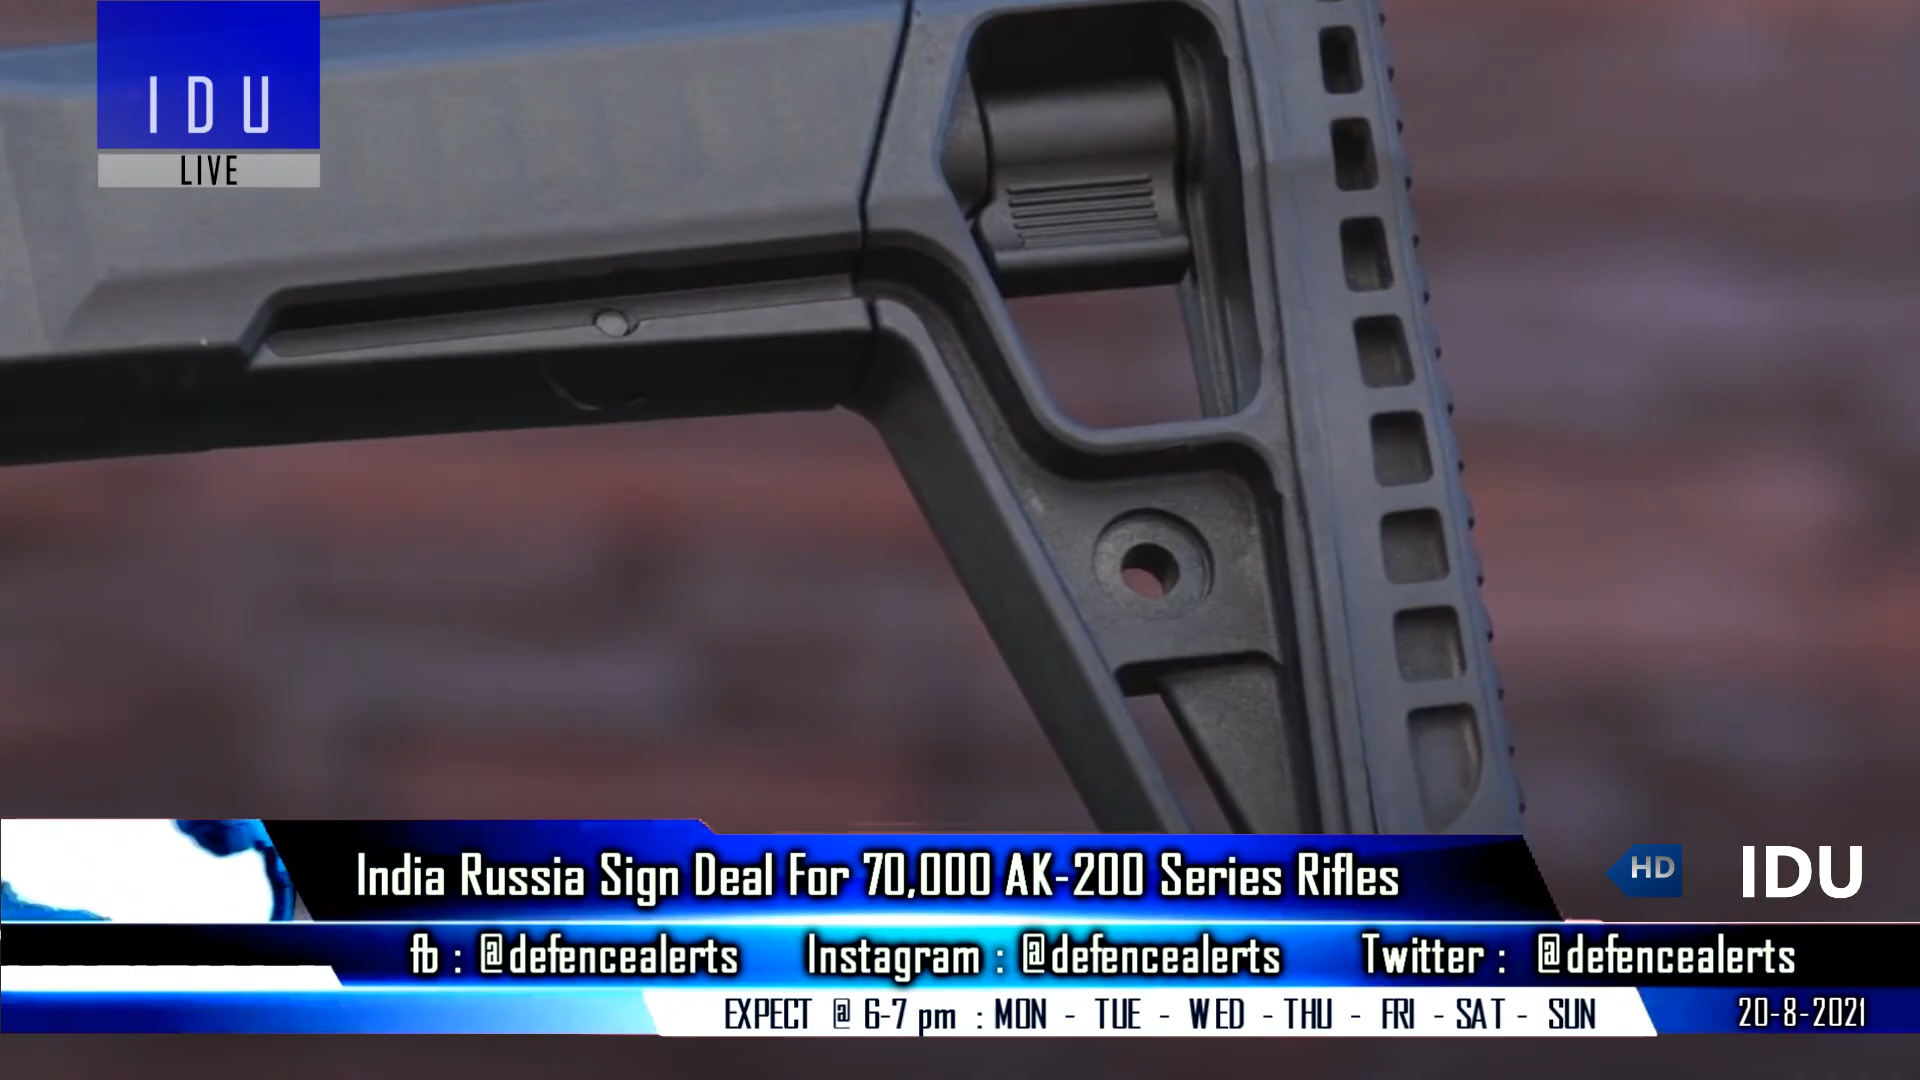 IDU
LIVE
India Russia Sign Deal For 70,000 AK-200 Series Rifles
HD IDU
fb : @defencealerts Instagram : @defencealerts Twitter : @defencealerts
EXPECT @ 6-7 pm : MON - TUE - WED - THU - FRI - SAT - SUN
20-8-2021